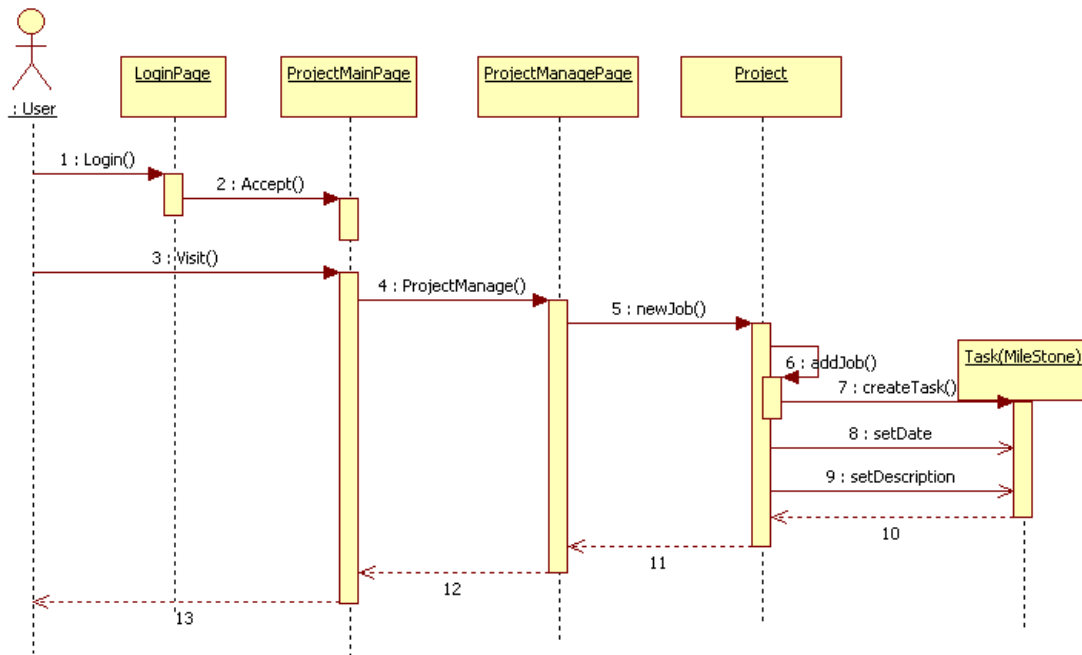 : User
LoginPage
ProjectMainPage
ProjectManagePage
Project
1 : Login()
2 : Accept()
3 : Visit()
4 : ProjectManage()
5 : newJob()
Task(MileStone)
6 : addJob()
7 : createTask()
8 : setDate
9 : setDescription
10
11
12
13